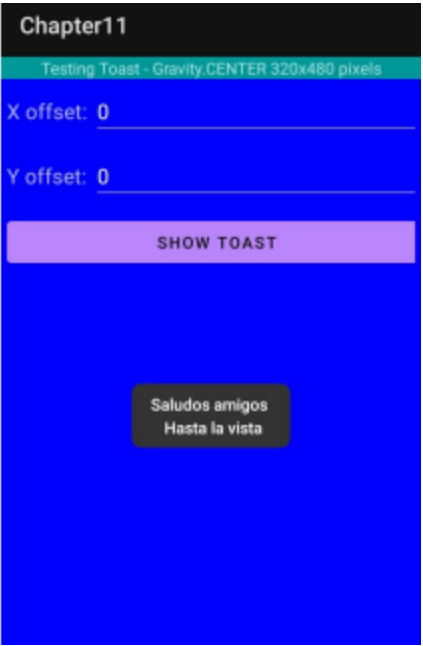 Chapter11
Testing Toast - Gravity.CENTER 320x480 pixels
X offset: 0
Y offset: 0
SHOW TOAST
Saludos amigos
Hasta la vista